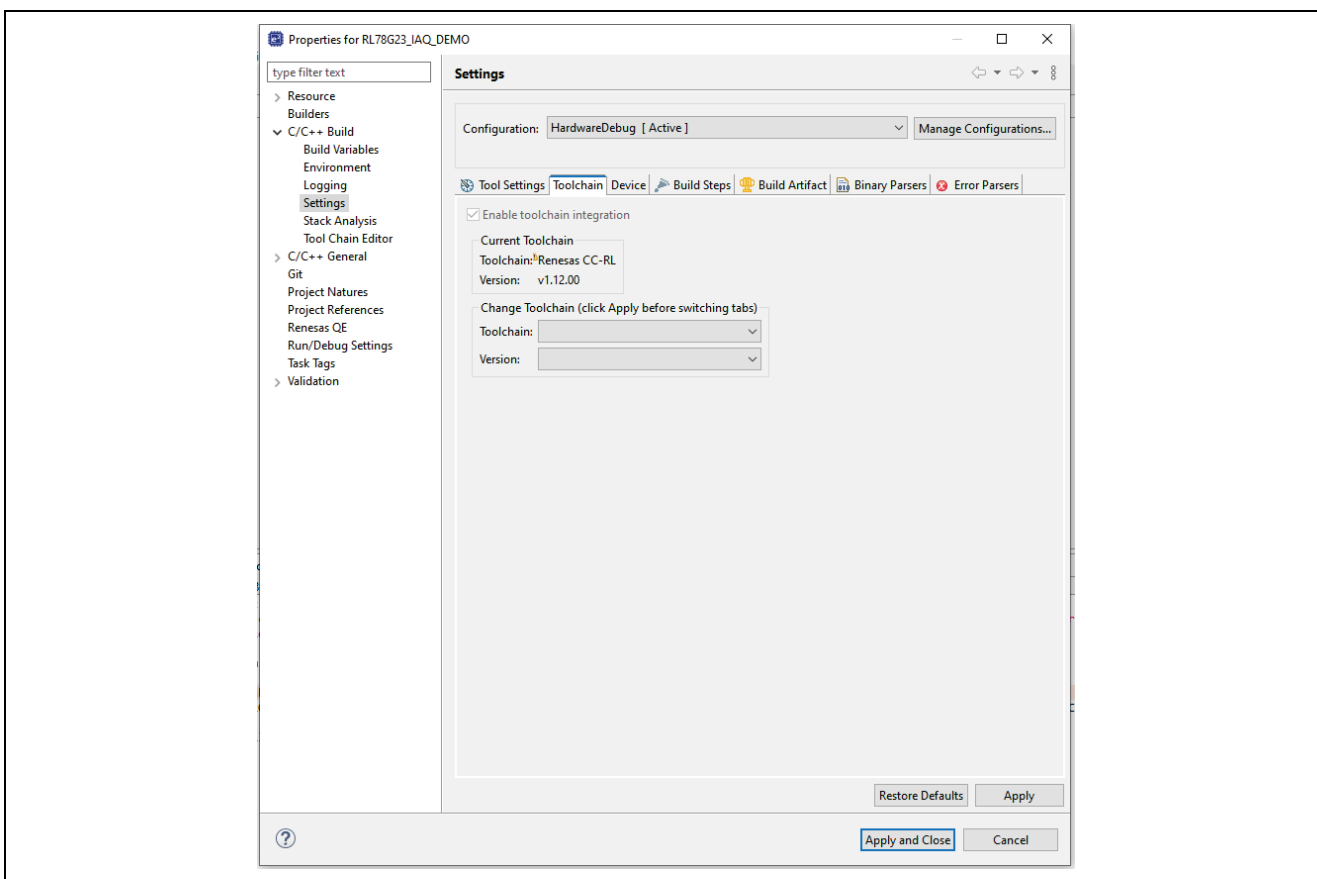 Properties for RL78G23_IAQ_DEMO
type filter text
Resource
Builders
C/C++ Build
Build Variables
Environment
Logging
Settings
Stack Analysis
Tool Chain Editor
C/C++ General
Git
Project Natures
Project References
Renesas QE
Run/Debug Settings
Task Tags
Validation
Settings
Configuration: HardwareDebug [ Active ] Manage Configurations...
Tool Settings Toolchain Device Build Steps Build Artifact Binary Parsers Error Parsers
Enable toolchain integration
Current Toolchain
Toolchain: Renesas CC-RL
Version: v1.12.00
Change Toolchain (click Apply before switching tabs)
Toolchain:
Version:
Restore Defaults Apply
Apply and Close Cancel